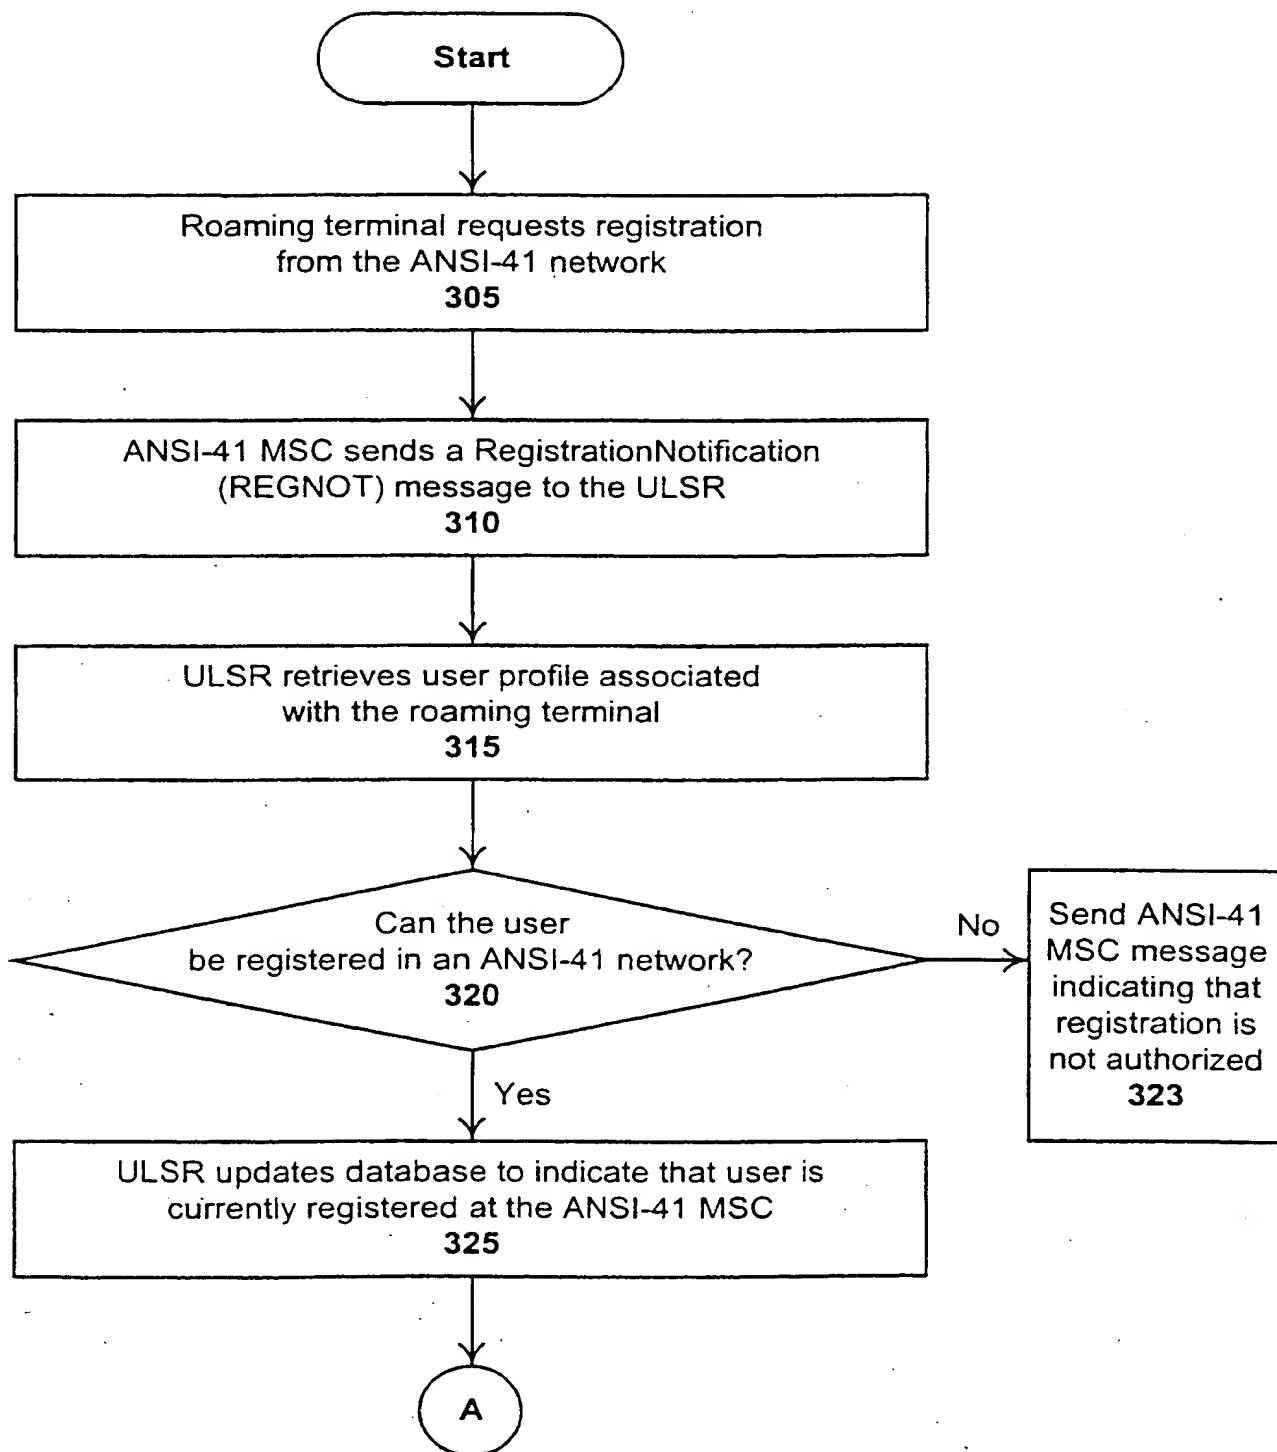 Start
Roaming terminal requests registration
from the ANSI-41 network
305
ANSI-41 MSC sends a RegistrationNotification
(REGNOT) message to the ULSR
310
ULSR retrieves user profile associated
with the roaming terminal
315
Can the user
be registered in an ANSI-41 network?
320
No
Send ANSI-41
MSC message
indicating that
registration is
not authorized
323
Yes
ULSR updates database to indicate that user is
currently registered at the ANSI-41 MSC
325
A